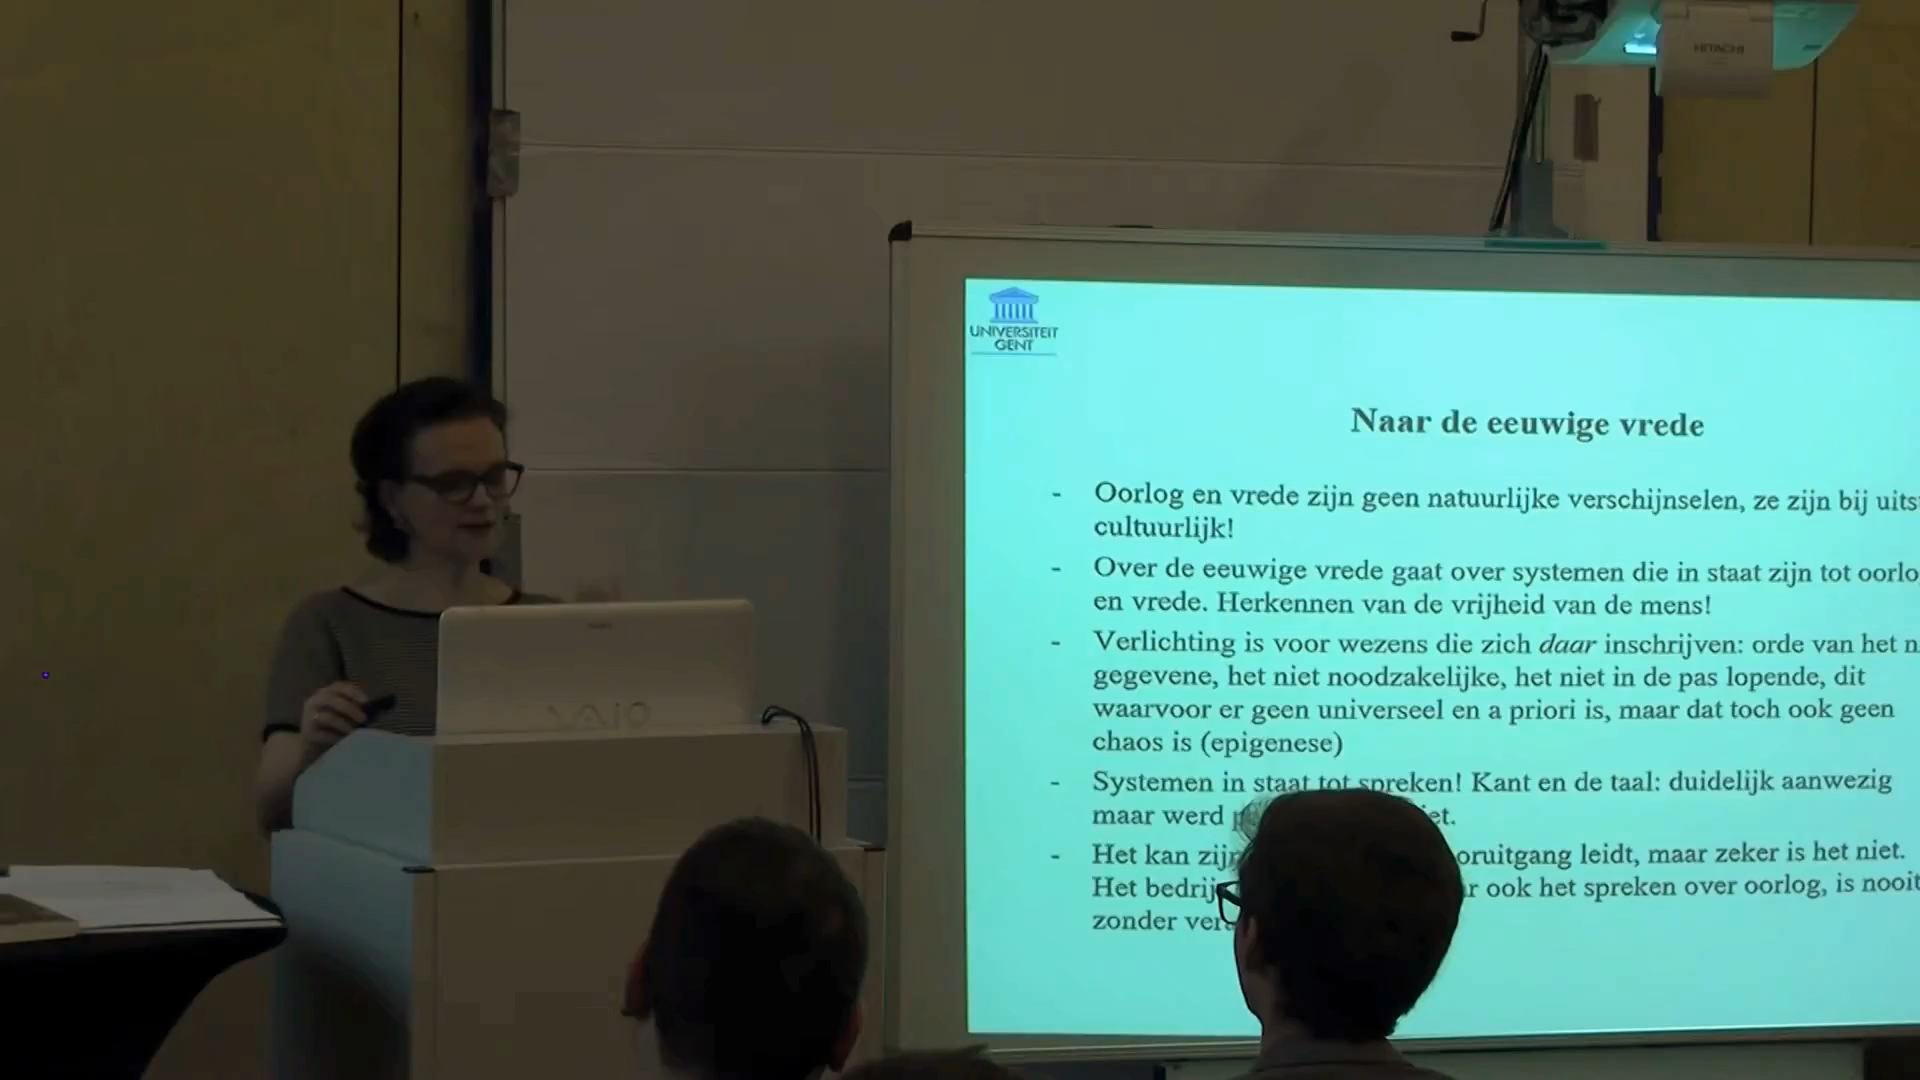 HITACHI
UNIVERSITEIT
GENT
Naar de eeuwige vrede
- Oorlog en vrede zijn geen natuurlijke verschijnselen, ze zijn bij
cultuurlijk!
- Over de eeuwige vrede gaat over systemen die in staat zijn tot
en vrede. Herkennen van de vrijheid van de mens!
- Verlichting is voor wezens die zich daar inschrijven: orde van het
gegevene, het niet noodzakelijke, het niet in de pas lopende, dit
waarvoor er geen universeel en a priori is, maar dat toch ook geen
chaos is (epigenese)
- Systemen in staat tot spreken! Kant en de taal: duidelijk aanwezig
maar werd
- Het kan leidt, maar zeker is het niet.
Het ook het spreken over oorlog, is nooit
zonder
VAIO